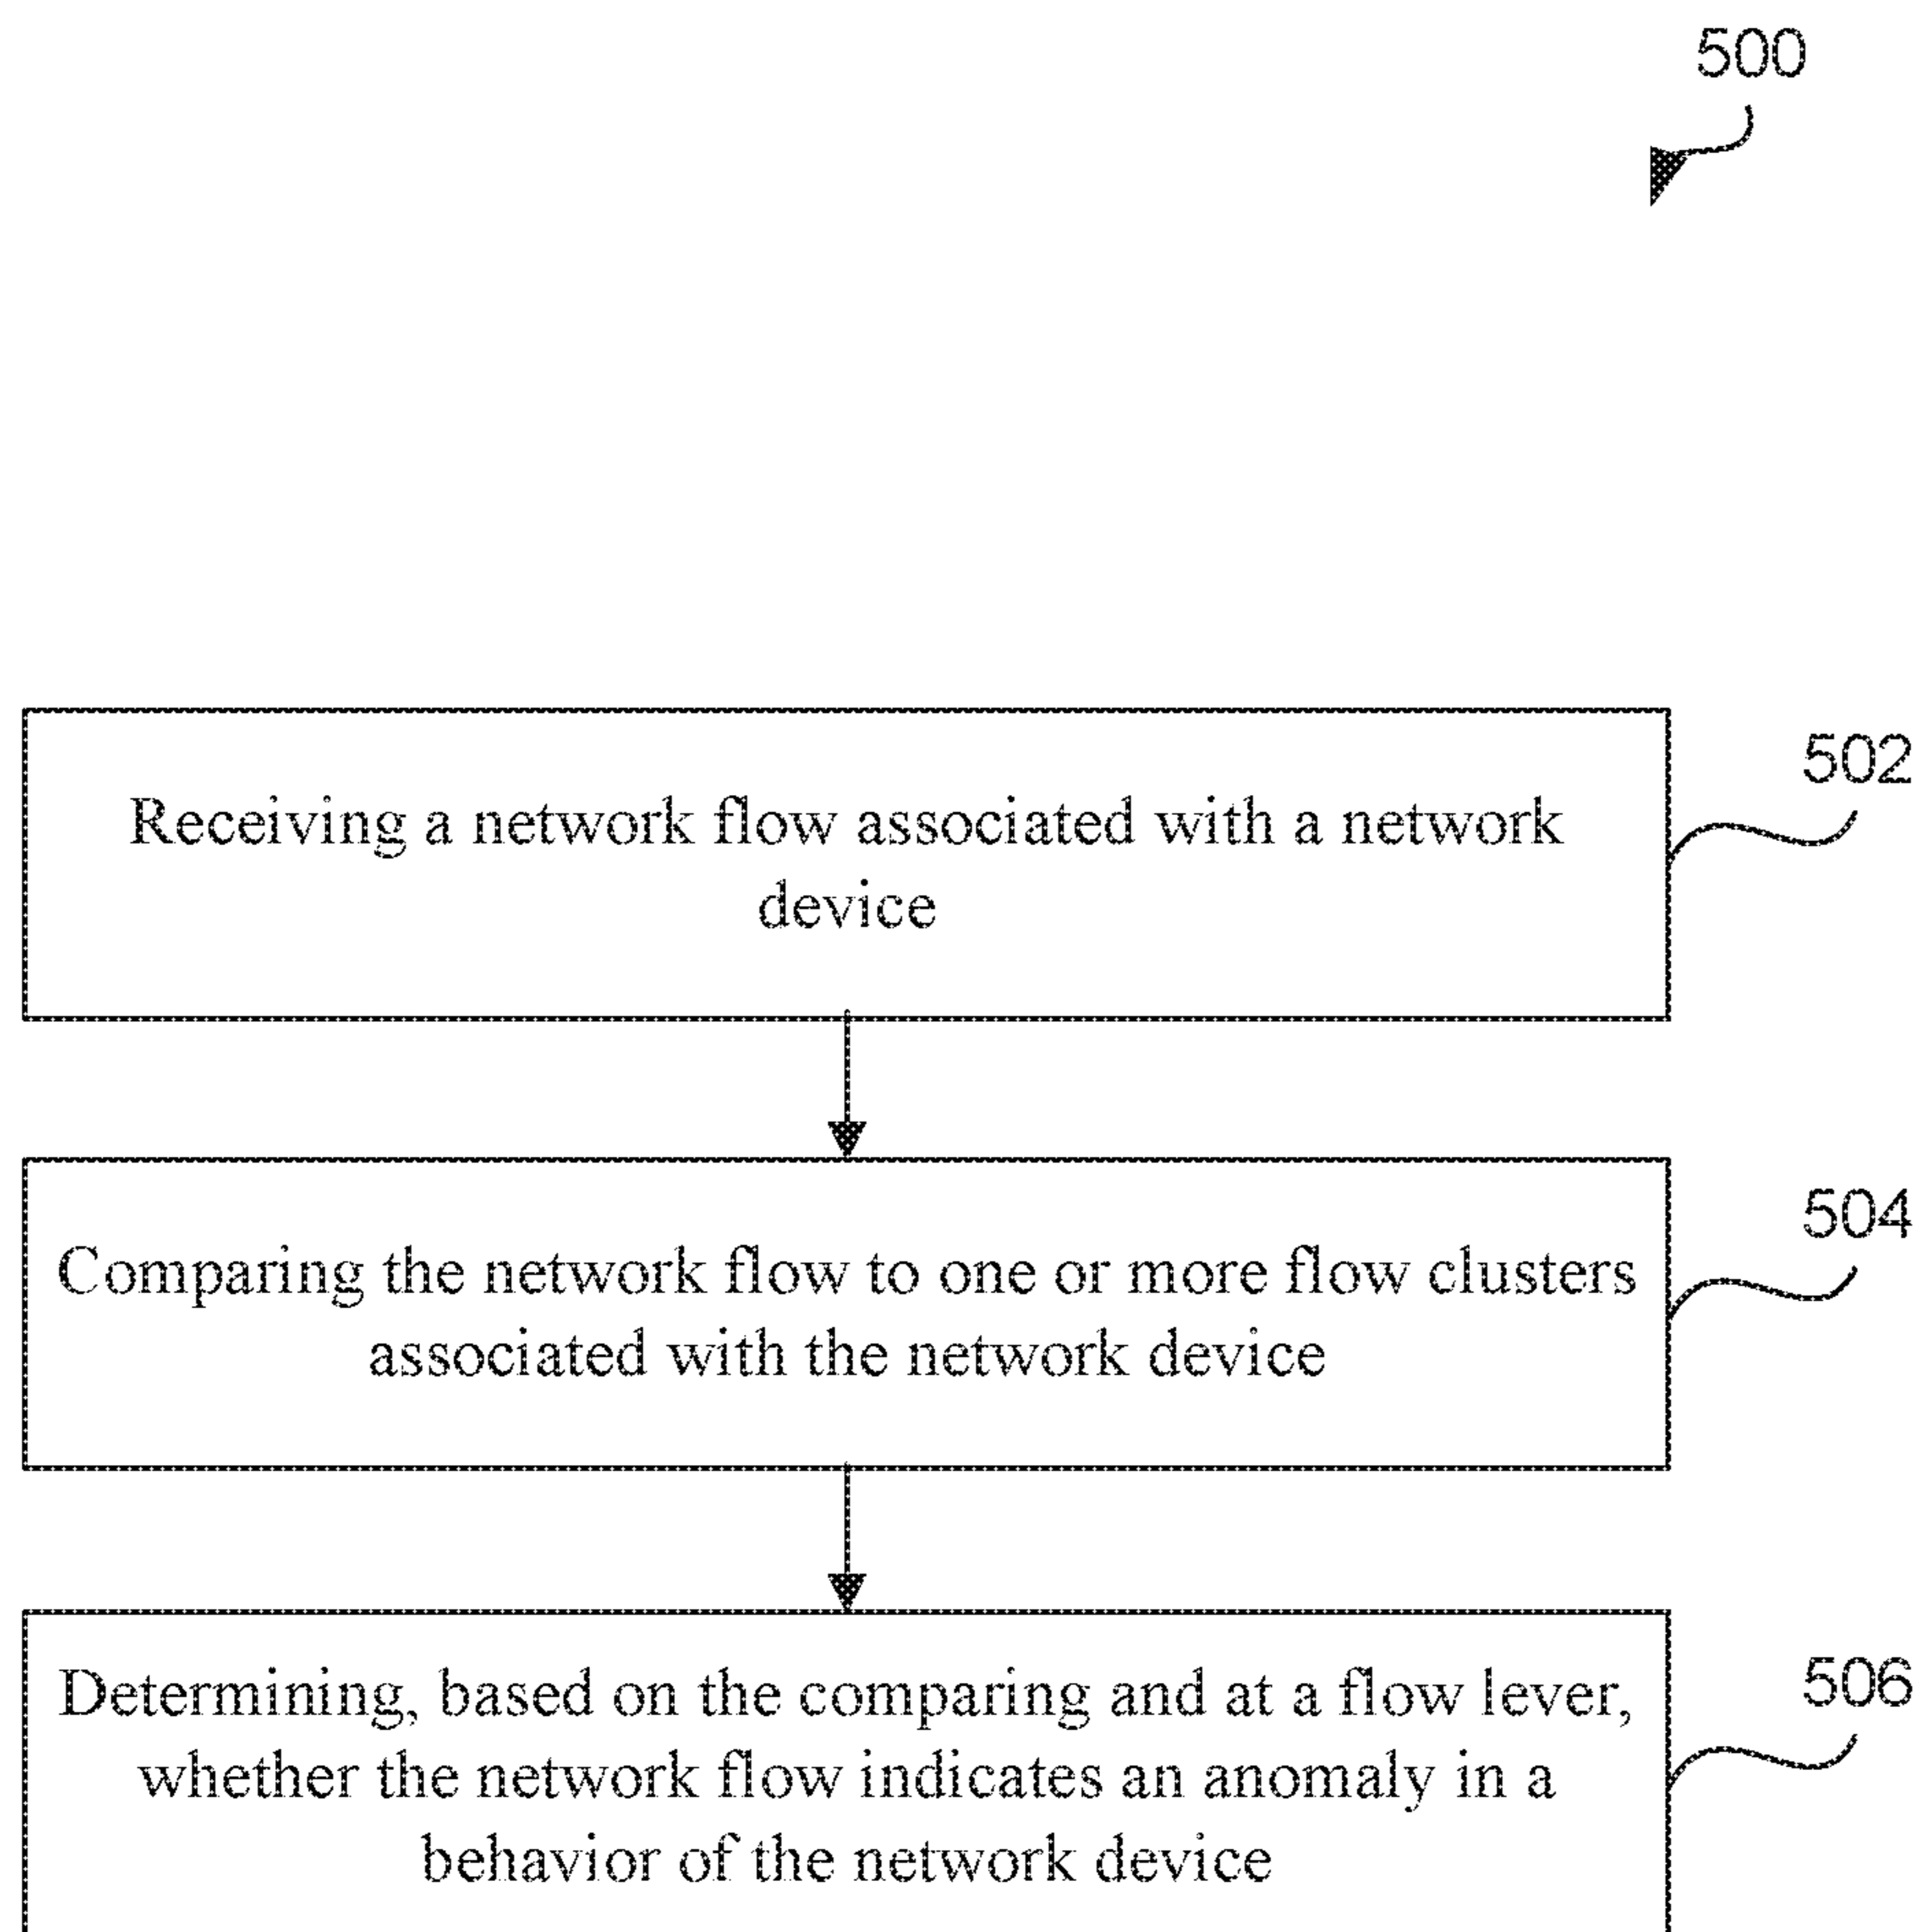 500
Receiving a network flow associated with a network
device
502
Comparing the network flow to one or more flow clusters
associated with the network device
504
Determining, based on the comparing and at a flow lever,
whether the network flow indicates an anomaly in a
behavior of the network device
506